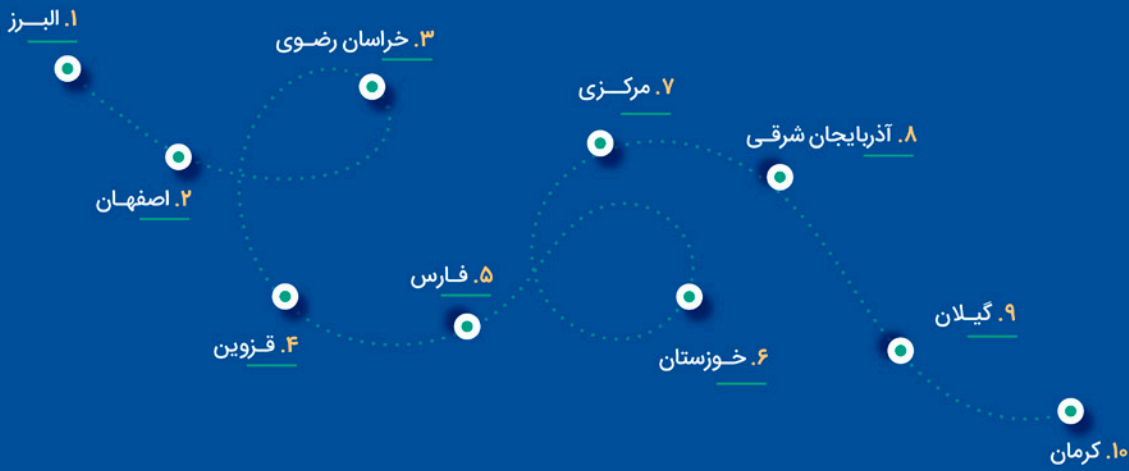 ۱. البرز
۲. اصفهان
۳. خراسان رضوی
۴. قزوین
۵. فارس
۶. خوزستان
۷. مرکزی
۸. آذربایجان شرقی
۹. گیلان
۱۰. کرمان